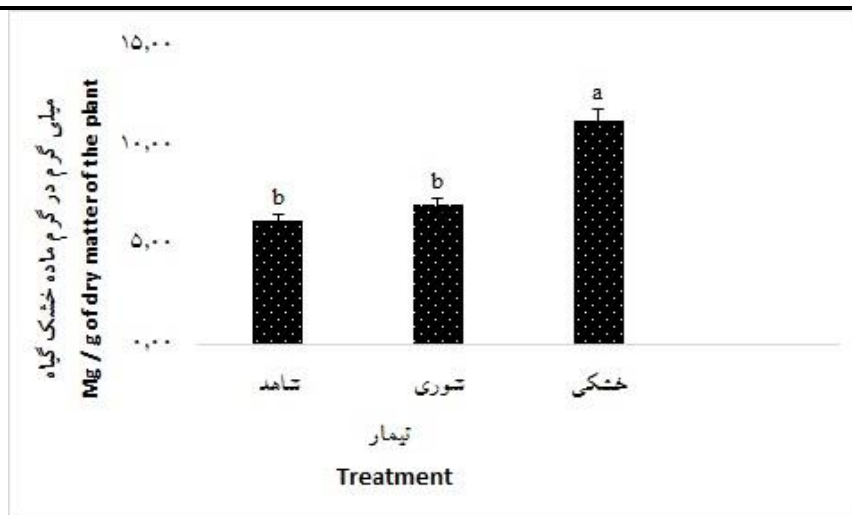 میلی گرم در گرم ماده خشک گیاه
Mg / g of dry matter of the plant
۱۵,۰۰
۱۰,۰۰
۵,۰۰
۰,۰۰
b
b
a
شاهد
شوری
خشکی
تیمار
Treatment